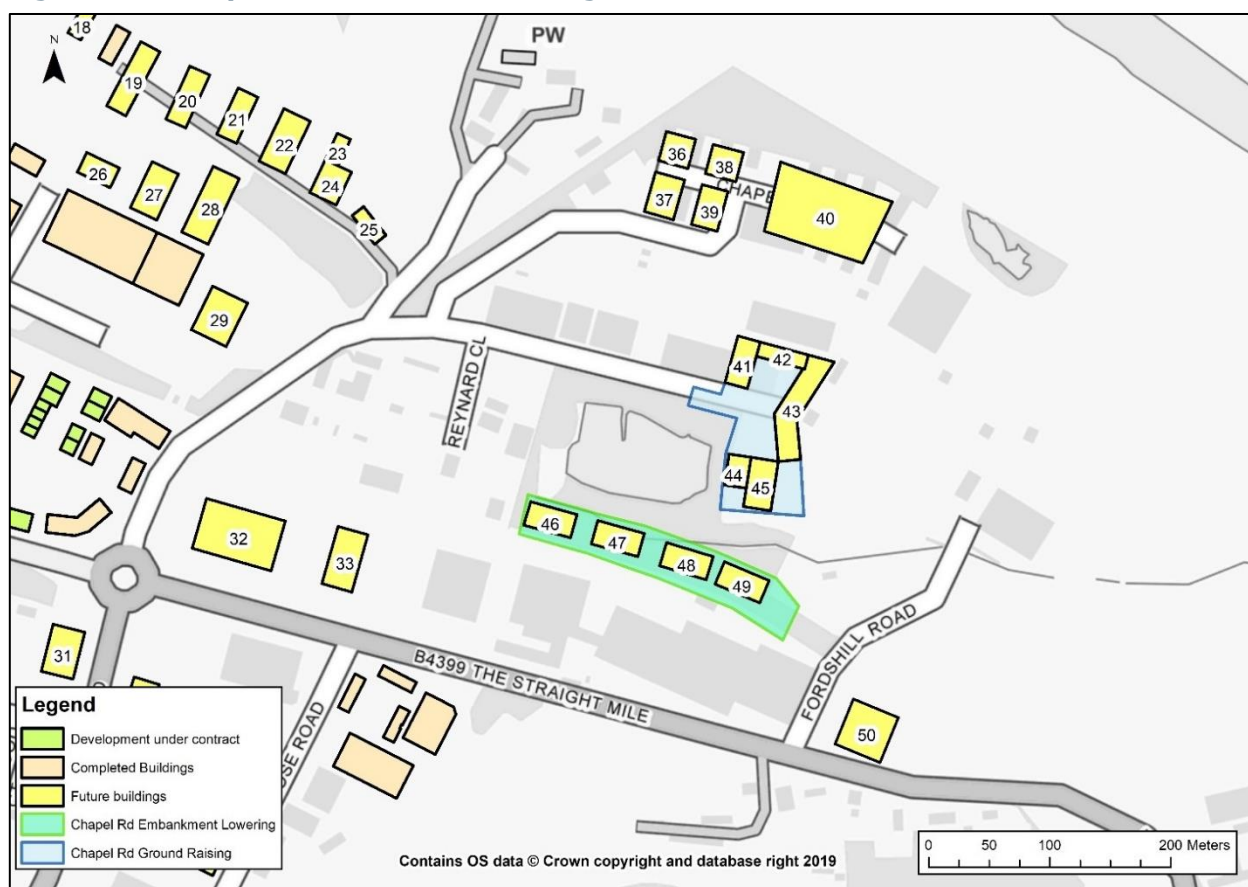 18
N
PW
19
20
21
22
23
24
25
26
27
28
29
36
38
37
39
CHAPE
40
REYNARD CL
41
42
43
44
45
46
47
48
49
32
33
31
B4399 THE STRAIGHT MILE
FORDSHILL ROAD
50
Legend
Development under contract
Completed Buildings
Future buildings
Chapel Rd Embankment Lowering
Chapel Rd Ground Raising
Contains OS data © Crown copyright and database right 2019
0 50 100 200 Meters